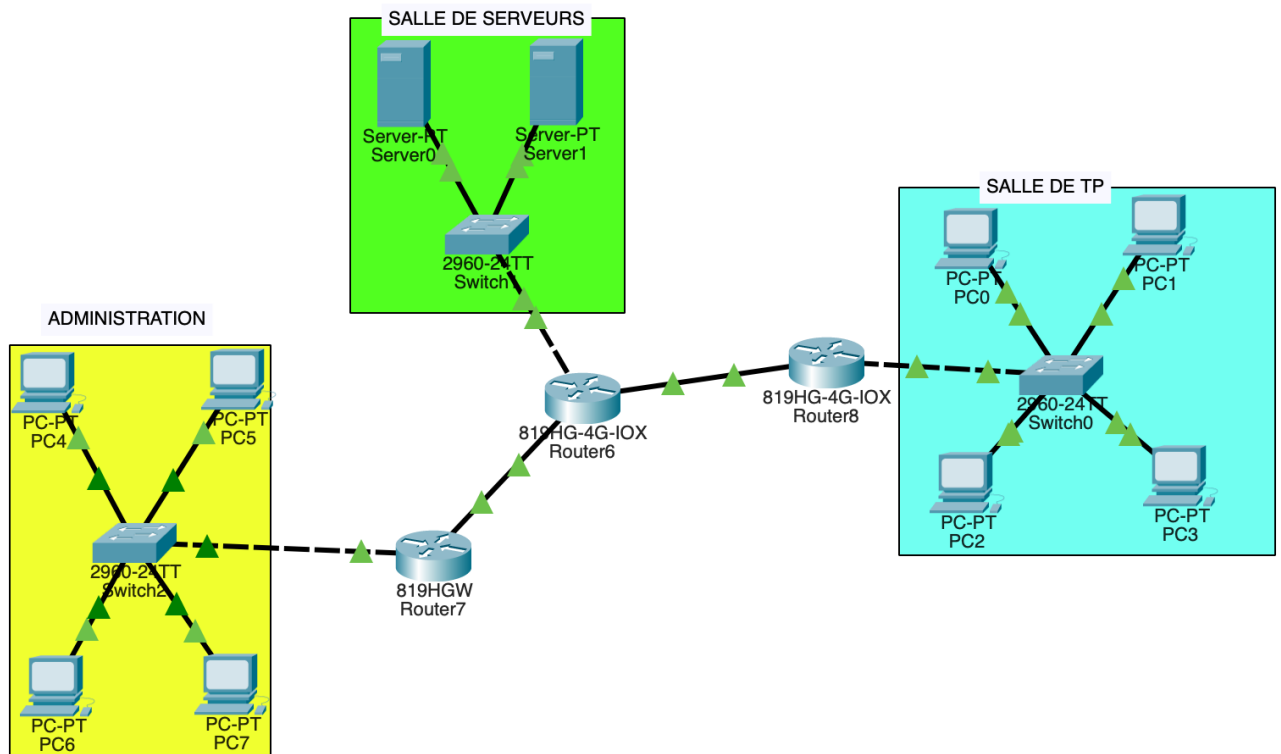 SALLE DE SERVEURS
Server-PT
Server0
Server-PT
Server1
2960-24TT
Switch1
SALLE DE TP
PC-PT
PC0
PC-PT
PC1
2960-24TT
Switch0
PC-PT
PC2
PC-PT
PC3
819HG-4G-IOX
Router8
819HG-4G-IOX
Router6
ADMINISTRATION
PC-PT
PC4
PC-PT
PC5
2960-24TT
Switch2
819HGW
Router7
PC-PT
PC6
PC-PT
PC7